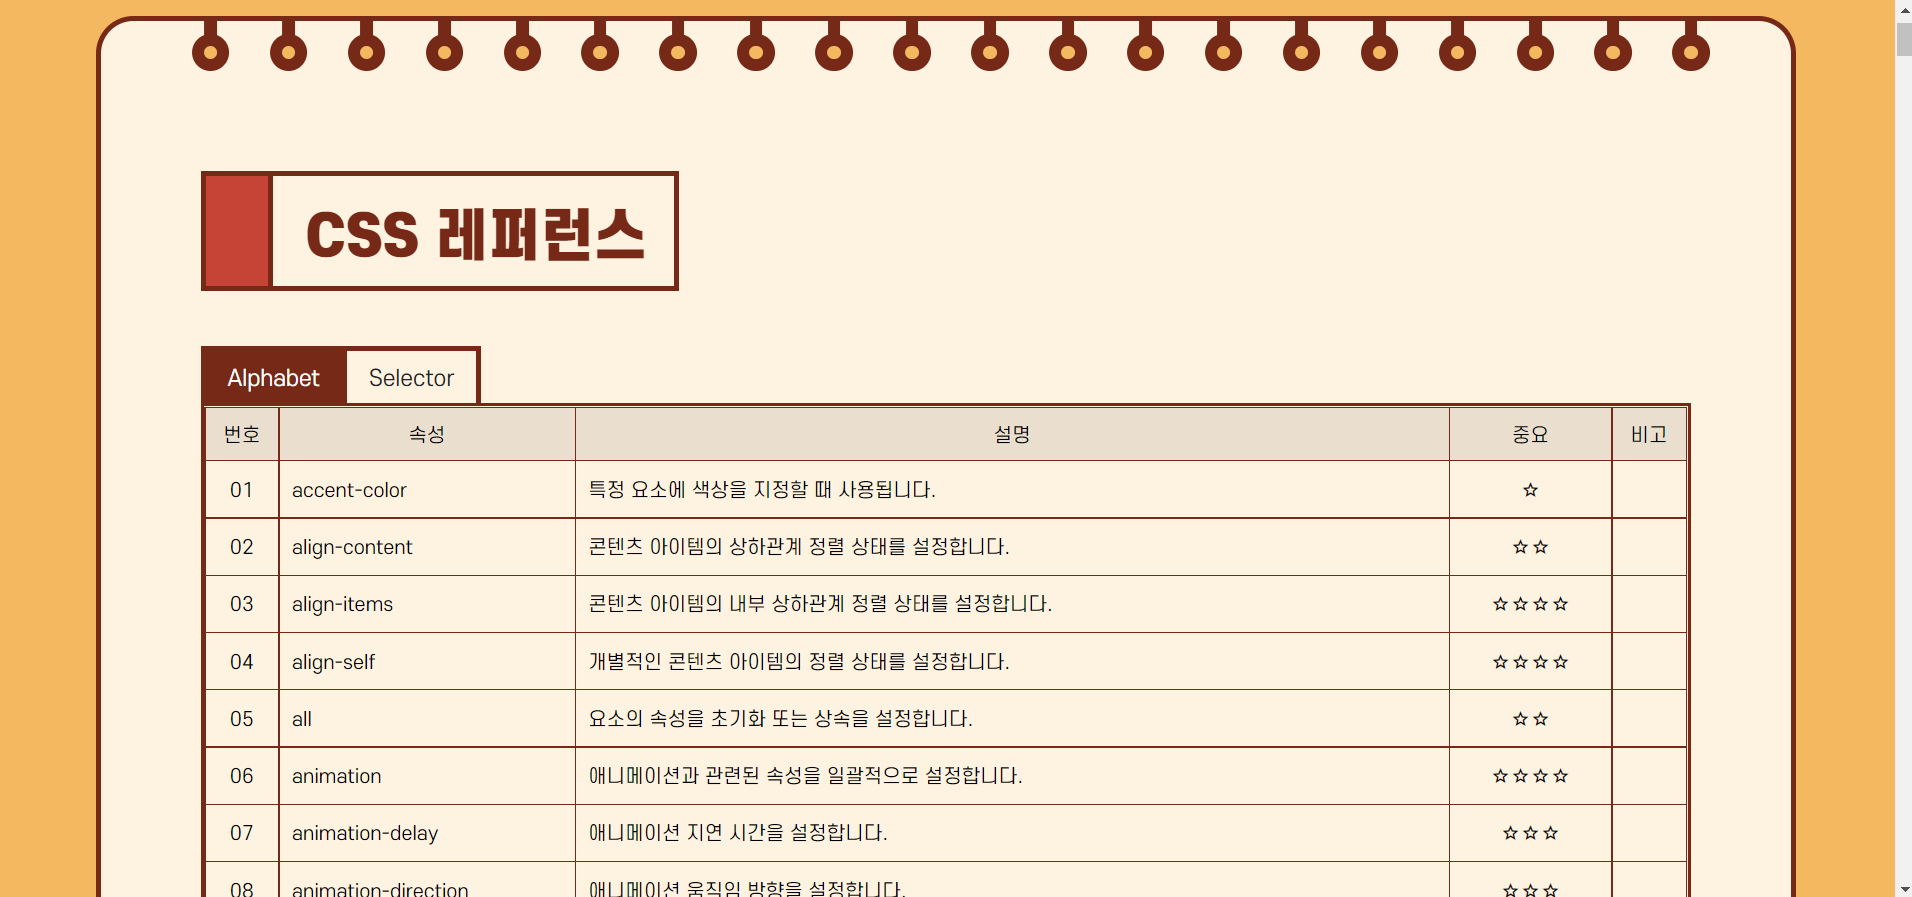 CSS 레퍼런스
Alphabet Selector
번호 속성 설명 중요 비고
01 accent-color 특정 요소에 색상을 지정할 때 사용됩니다. ☆
02 align-content 콘텐츠 아이템의 상하관계 정렬 상태를 설정합니다. ☆☆
03 align-items 콘텐츠 아이템의 내부 상하관계 정렬 상태를 설정합니다. ☆☆☆☆
04 align-self 개별적인 콘텐츠 아이템의 정렬 상태를 설정합니다. ☆☆☆☆
05 all 요소의 속성을 초기화 또는 상속을 설정합니다. ☆☆
06 animation 애니메이션과 관련된 속성을 일괄적으로 설정합니다. ☆☆☆☆
07 animation-delay 애니메이션 지연 시간을 설정합니다. ☆☆☆
08 animation-direction 애니메이션 움직임 방향을 설정합니다. ☆☆☆